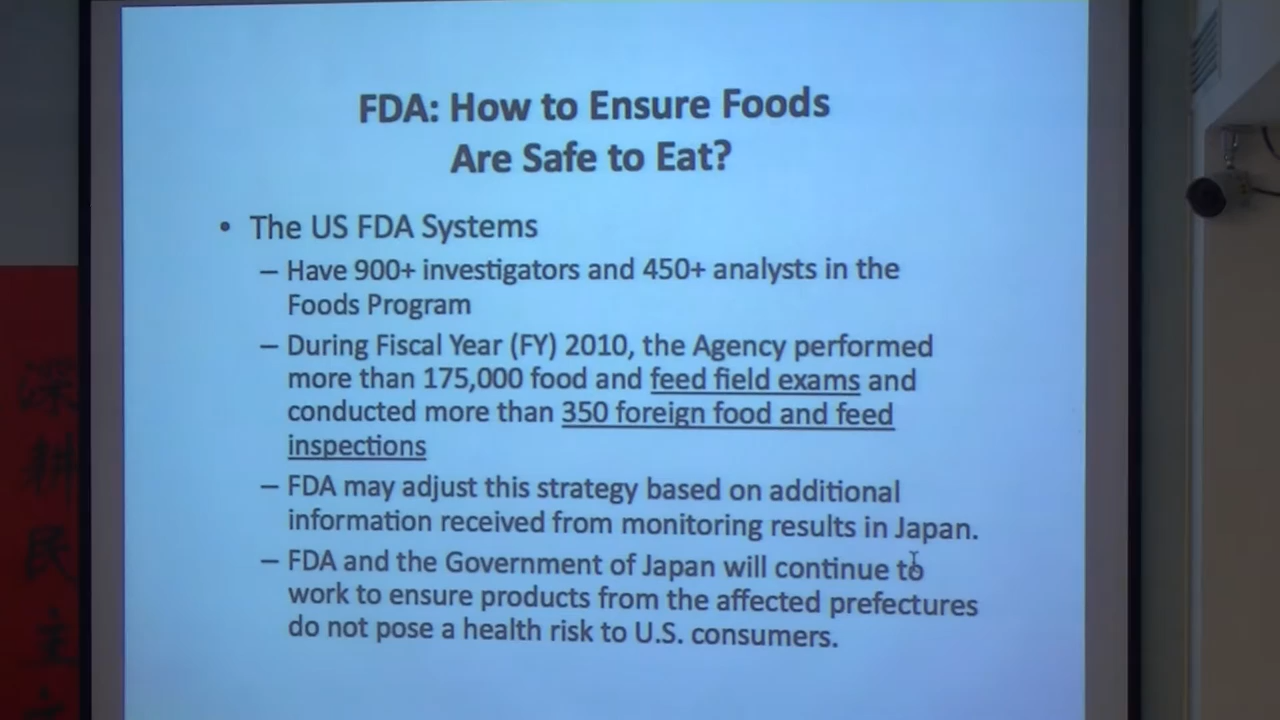 FDA: How to Ensure Foods
Are Safe to Eat?
• The US FDA Systems
– Have 900+ investigators and 450+ analysts in the
Foods Program
– During Fiscal Year (FY) 2010, the Agency performed
more than 175,000 food and feed field exams and
conducted more than 350 foreign food and feed
inspections
– FDA may adjust this strategy based on additional
information received from monitoring results in Japan.
– FDA and the Government of Japan will continue to
work to ensure products from the affected prefectures
do not pose a health risk to U.S. consumers.
深耕民主